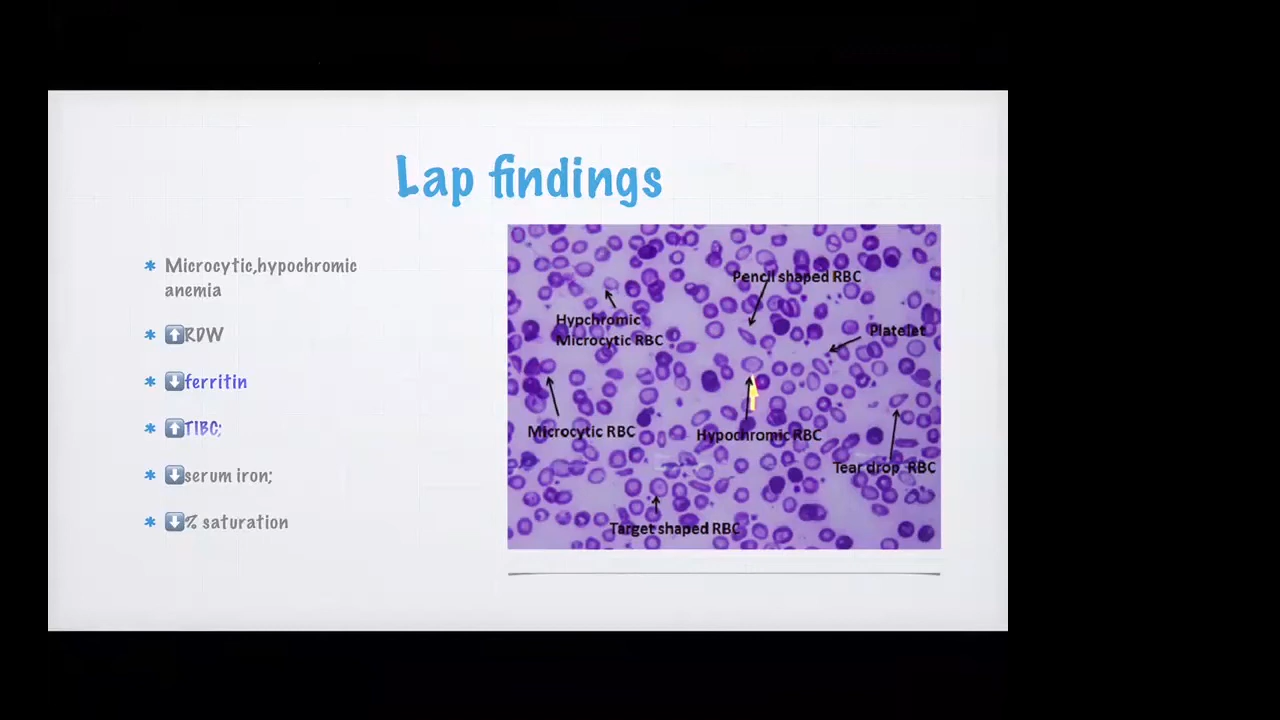 Lap findings
* Microcytic,hypochromic
anemia
* ⬆RDW
* ⬇ferritin
* ⬆TIBC;
* ⬇serum iron;
* ⬇% saturation
Pencil shaped RBC
Hypchromic
Microcytic RBC
Platelet
Microcytic RBC
Hypochromic RBC
Tear drop RBC
Target shaped RBC